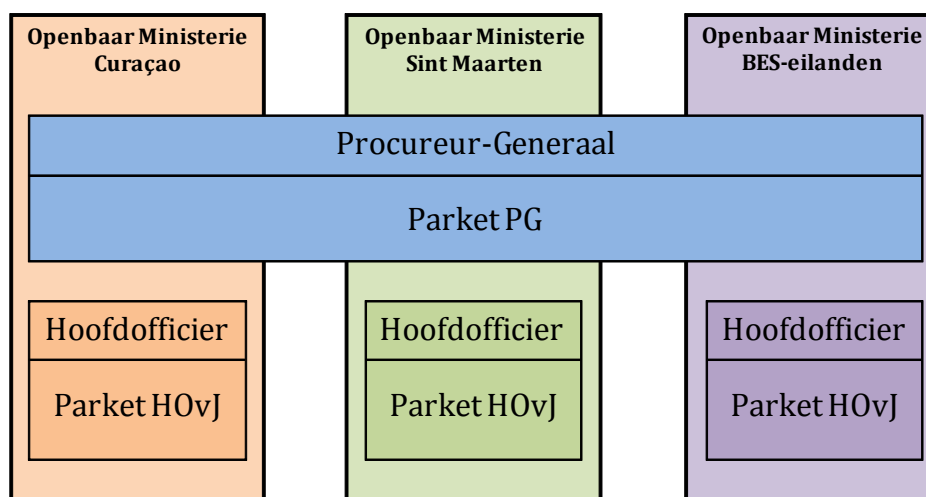 Openbaar Ministerie
Curaçao
Openbaar Ministerie
Sint Maarten
Openbaar Ministerie
BES-eilanden
Procureur-Generaal
Parket PG
Hoofdofficier
Parket HOvJ
Hoofdofficier
Parket HOvJ
Hoofdofficier
Parket HOvJ